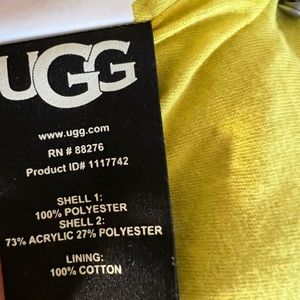 UGG
www.ugg.com
RN # 88276
Product ID# 1117742
SHELL 1:
100% POLYESTER
SHELL 2:
73% ACRYLIC 27% POLYESTER
LINING:
100% COTTON